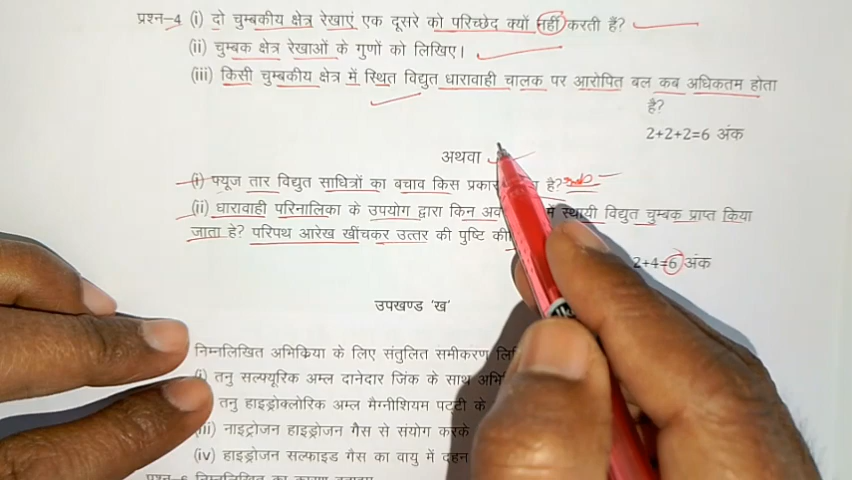 प्रश्न–4 (i) दो चुम्बकीय क्षेत्र रेखाएं एक दूसरे को परिच्छेद क्यों नहीं करती हैं?
(ii) चुम्बक क्षेत्र रेखाओं के गुणों को लिखिए।
(iii) किसी चुम्बकीय क्षेत्र में स्थित विद्युत धारावाही चालक पर आरोपित बल कब अधिकतम होता
है?
2+2+2=6 अंक
अथवा
(i) फ्यूज तार विद्युत साधित्रों का बचाव किस प्रकार है?
(ii) धारावाही परिनालिका के उपयोग द्वारा किन में स्थायी विद्युत चुम्बक प्राप्त किया
जाता हे? परिपथ आरेख खींचकर उत्तर की पुष्टि
2+4=6 अंक
उपखण्ड ‘ख’
निम्नलिखित अभिक्रिया के लिए संतुलित समीकरण
(i) तनु सल्फ्यूरिक अम्ल दानेदार जिंक के साथ
तनु हाइड्रोक्लोरिक अम्ल मैग्नीशियम पट्टी के
(iii) नाइट्रोजन हाइड्रोजन गैस से संयोग करके
(iv) हाइड्रोजन सल्फाइड गैस का वायु में दहन